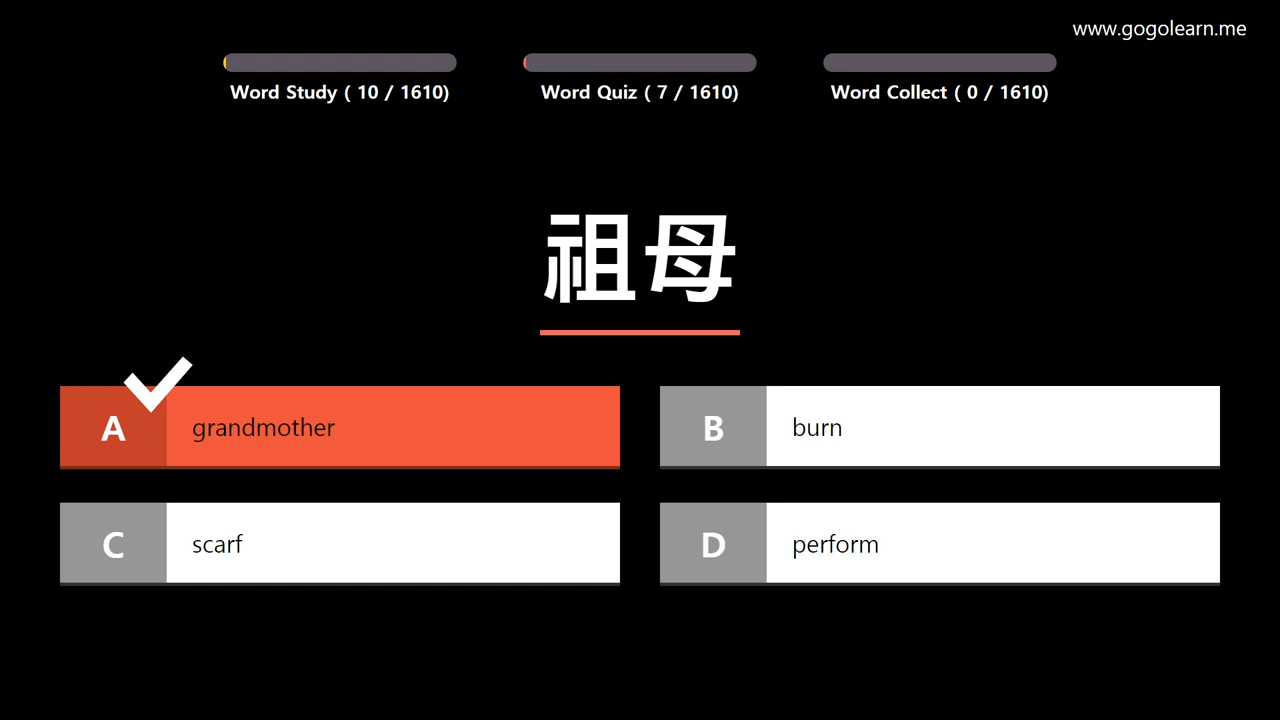 www.gogolearn.me
Word Study ( 10 / 1610)
Word Quiz ( 7 / 1610)
Word Collect ( 0 / 1610)
祖母
A grandmother
B burn
C scarf
D perform